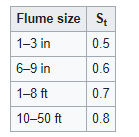 Flume size St
1–3 in 0.5
6–9 in 0.6
1–8 ft 0.7
10–50 ft 0.8